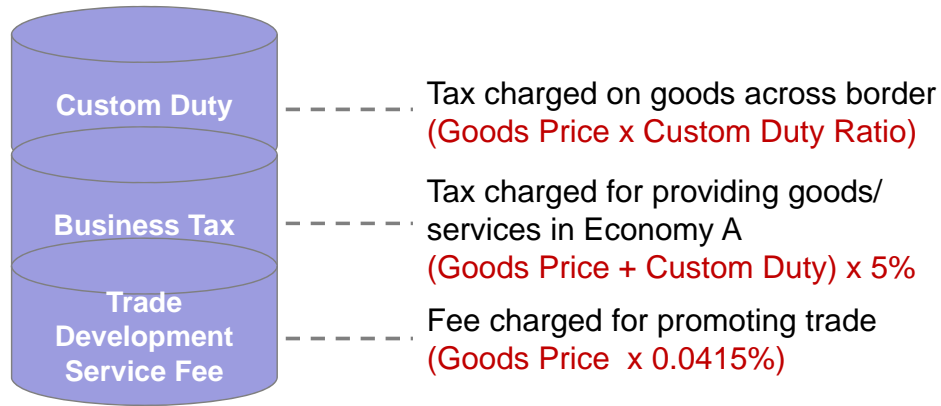 Custom Duty
Tax charged on goods across border
(Goods Price x Custom Duty Ratio)
Business Tax
Tax charged for providing goods/
services in Economy A
(Goods Price + Custom Duty) x 5%
Trade
Development
Service Fee
Fee charged for promoting trade
(Goods Price x 0.0415%)